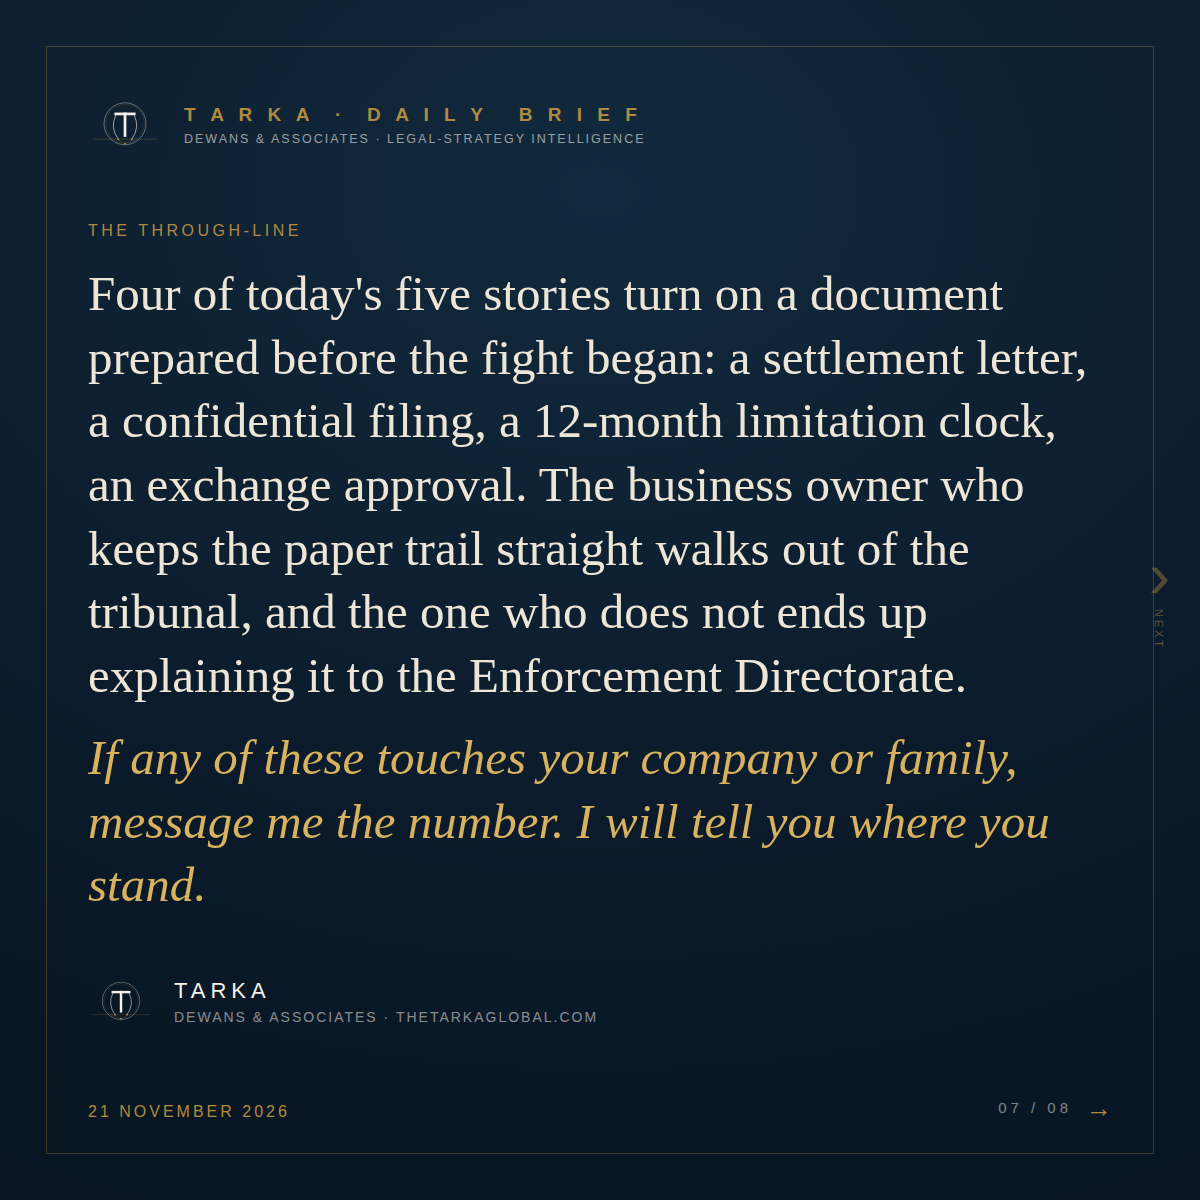 TARKA · DAILY BRIEF
DEWANS & ASSOCIATES · LEGAL-STRATEGY INTELLIGENCE
THE THROUGH-LINE
Four of today's five stories turn on a document
prepared before the fight began: a settlement letter,
a confidential filing, a 12-month limitation clock,
an exchange approval. The business owner who
keeps the paper trail straight walks out of the
tribunal, and the one who does not ends up
explaining it to the Enforcement Directorate.
If any of these touches your company or family,
message me the number. I will tell you where you
stand.
› NEXT
TARKA
DEWANS & ASSOCIATES · THETARKAGLOBAL.COM
21 NOVEMBER 2026
07 / 08 →